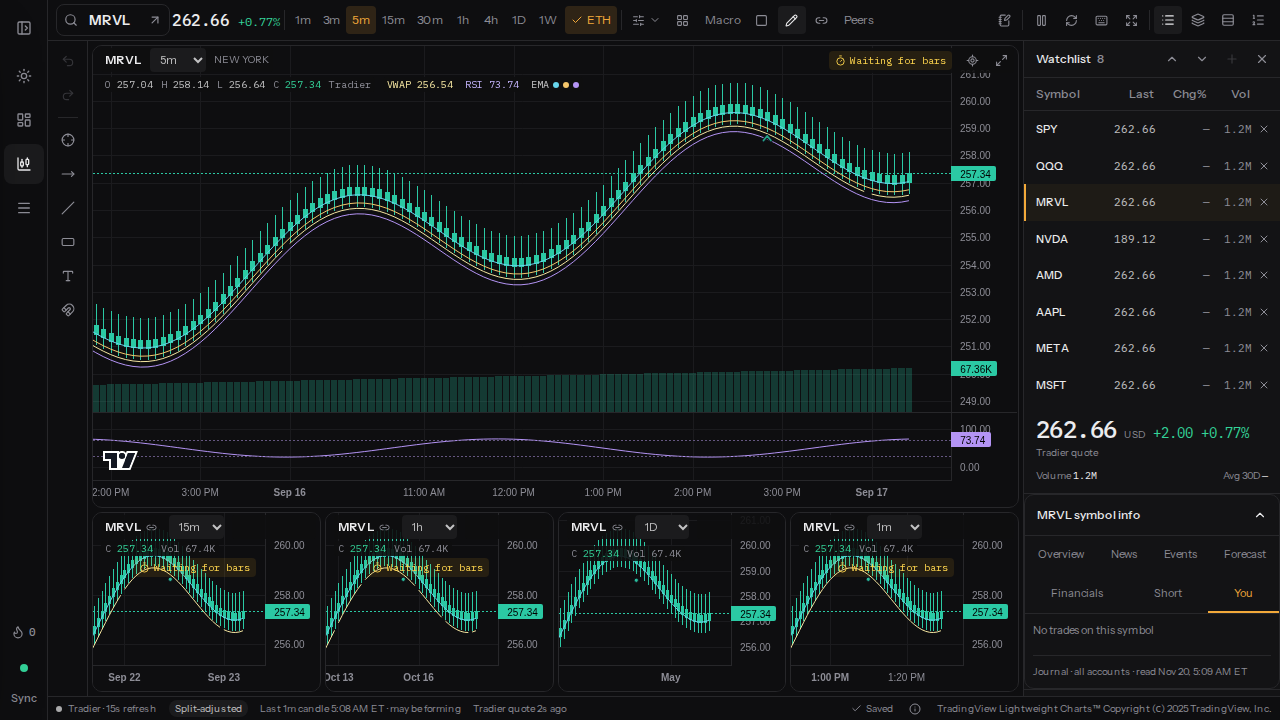 MRVL 262.66 +0.77% 1m 3m 5m 15m 30m 1h 4h 1D 1W ETH Macro Peers
MRVL 5m NEW YORK Waiting for bars
O 257.04 H 258.14 L 256.64 C 257.34 Tradier VWAP 256.54 RSI 73.74 EMA
261.00
260.00
259.00
258.00
257.34
257.00
256.00
255.00
254.00
253.00
252.00
251.00
67.36K
249.00
100.00
73.74
0.00
2:00 PM 3:00 PM Sep 16 11:00 AM 12:00 PM 1:00 PM 2:00 PM 3:00 PM Sep 17
MRVL 15m
C 257.34 Vol 67.4K
Waiting for bars
260.00
258.00
257.34
256.00
Sep 22 Sep 23
MRVL 1h
C 257.34 Vol 67.4K
Waiting for bars
260.00
258.00
257.34
256.00
Oct 13 Oct 16
MRVL 1D
C 257.34 Vol 67.4K
261.00
260.00
259.00
258.00
257.34
257.00
256.00
May
MRVL 1m
C 257.34 Vol 67.4K
Waiting for bars
260.00
258.00
257.34
256.00
1:00 PM 1:20 PM
Watchlist 8
Symbol Last Chg% Vol
SPY 262.66 — 1.2M
QQQ 262.66 — 1.2M
MRVL 262.66 — 1.2M
NVDA 189.12 — 1.2M
AMD 262.66 — 1.2M
AAPL 262.66 — 1.2M
META 262.66 — 1.2M
MSFT 262.66 — 1.2M
262.66 USD +2.00 +0.77%
Tradier quote
Volume 1.2M Avg 30D —
MRVL symbol info
Overview News Events Forecast
Financials Short You
No trades on this symbol
Journal · all accounts · read Nov 20, 5:09 AM ET
0
Sync
Tradier · 15s refresh Split-adjusted Last 1m candle 5:08 AM ET · may be forming Tradier quote 2s ago Saved TradingView Lightweight Charts™ Copyright (c) 2025 TradingView, Inc.